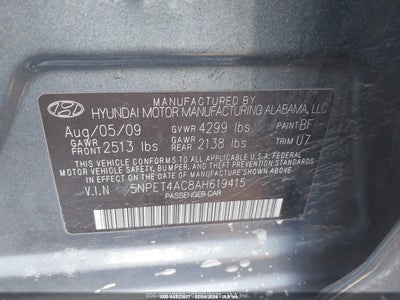 MANUFACTURED BY
HYUNDAI MOTOR MANUFACTURING ALABAMA, LLC
Aug/05/09 GVWR 4299 lbs PAINT BF
GAWR FRONT 2513 lbs GAWR REAR 2138 lbs TRIM U7
THIS VEHICLE CONFORMS TO ALL APPLICABLE U.S. FEDERAL
MOTOR VEHICLE SAFETY, BUMPER, AND THEFT PREVENTION
STANDARDS IN EFFECT ON THE DATE OF MANUFACTURE SHOWN ABOVE.
V.I.N 5NPET4AC8AH619415
PASSENGER CAR